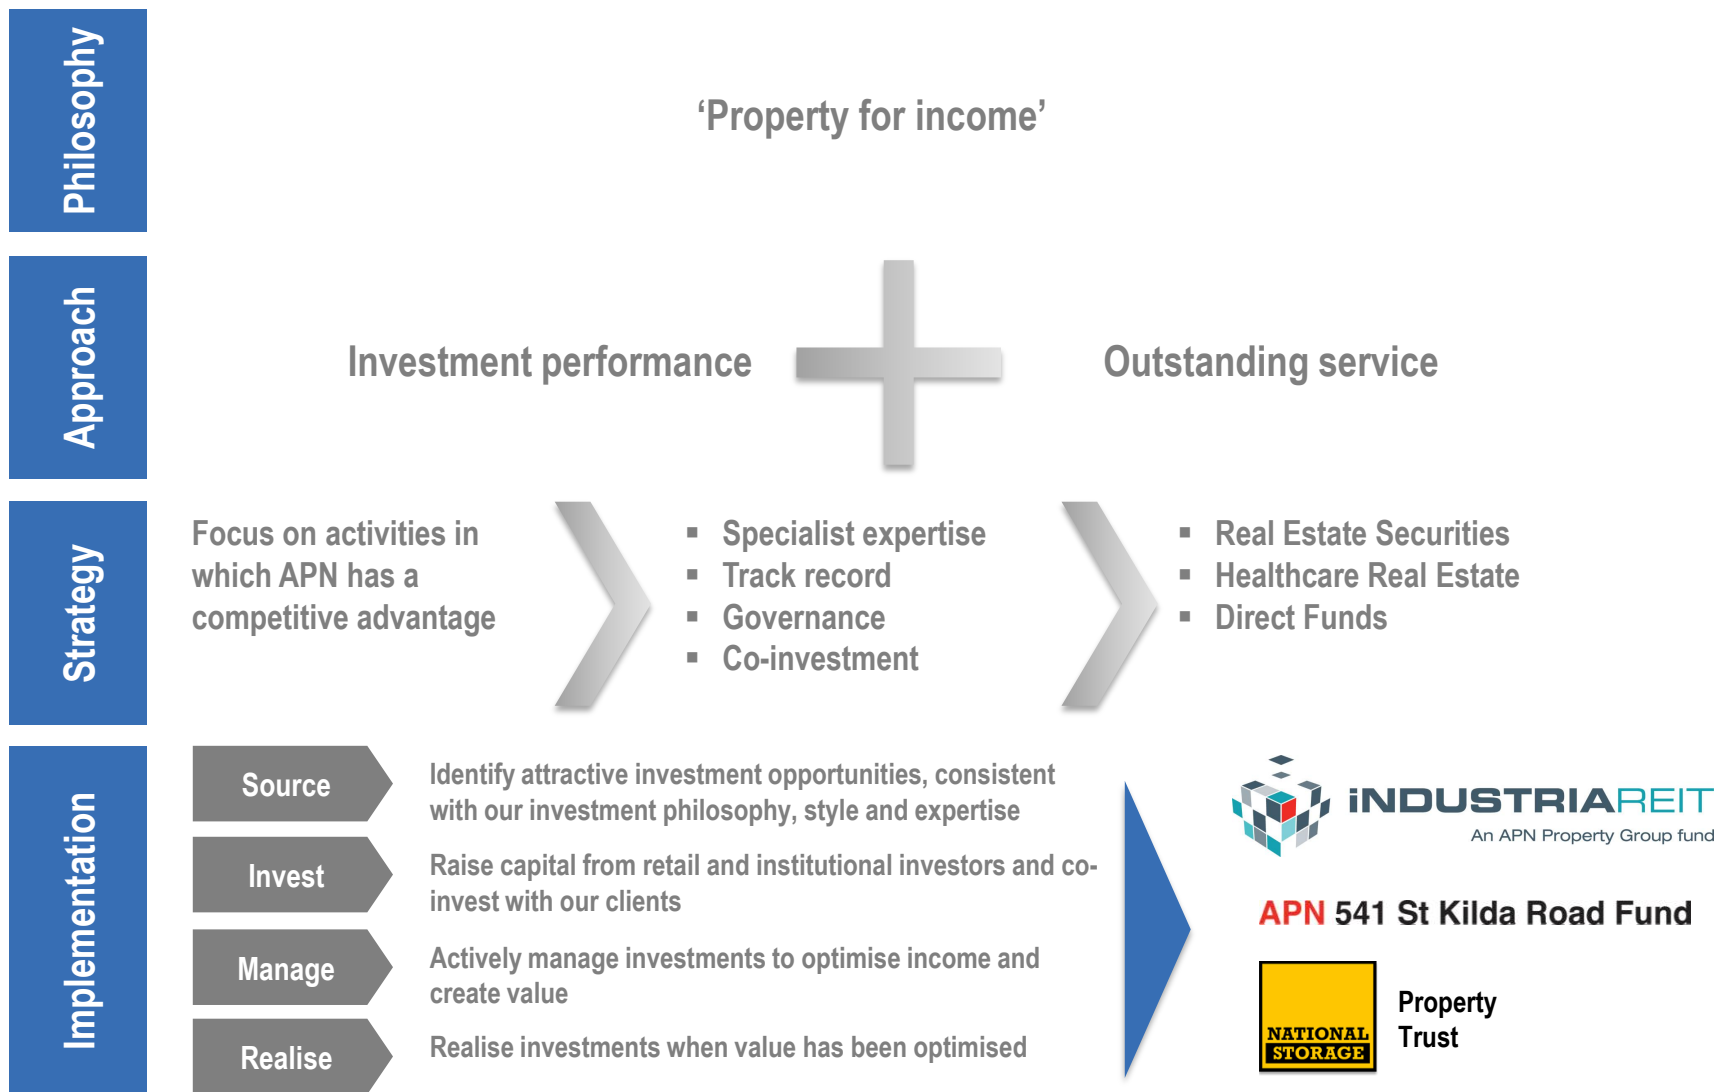 Philosophy
‘Property for income’
Approach
Investment performance
Outstanding service
Strategy
Focus on activities in
which APN has a
competitive advantage
▪ Specialist expertise
▪ Track record
▪ Governance
▪ Co-investment
▪ Real Estate Securities
▪ Healthcare Real Estate
▪ Direct Funds
Implementation
Source
Identify attractive investment opportunities, consistent
with our investment philosophy, style and expertise
Invest
Raise capital from retail and institutional investors and co-
invest with our clients
Manage
Actively manage investments to optimise income and
create value
Realise
Realise investments when value has been optimised
iNDUSTRIAREIT
An APN Property Group fund
APN 541 St Kilda Road Fund
NATIONAL
STORAGE
Property
Trust